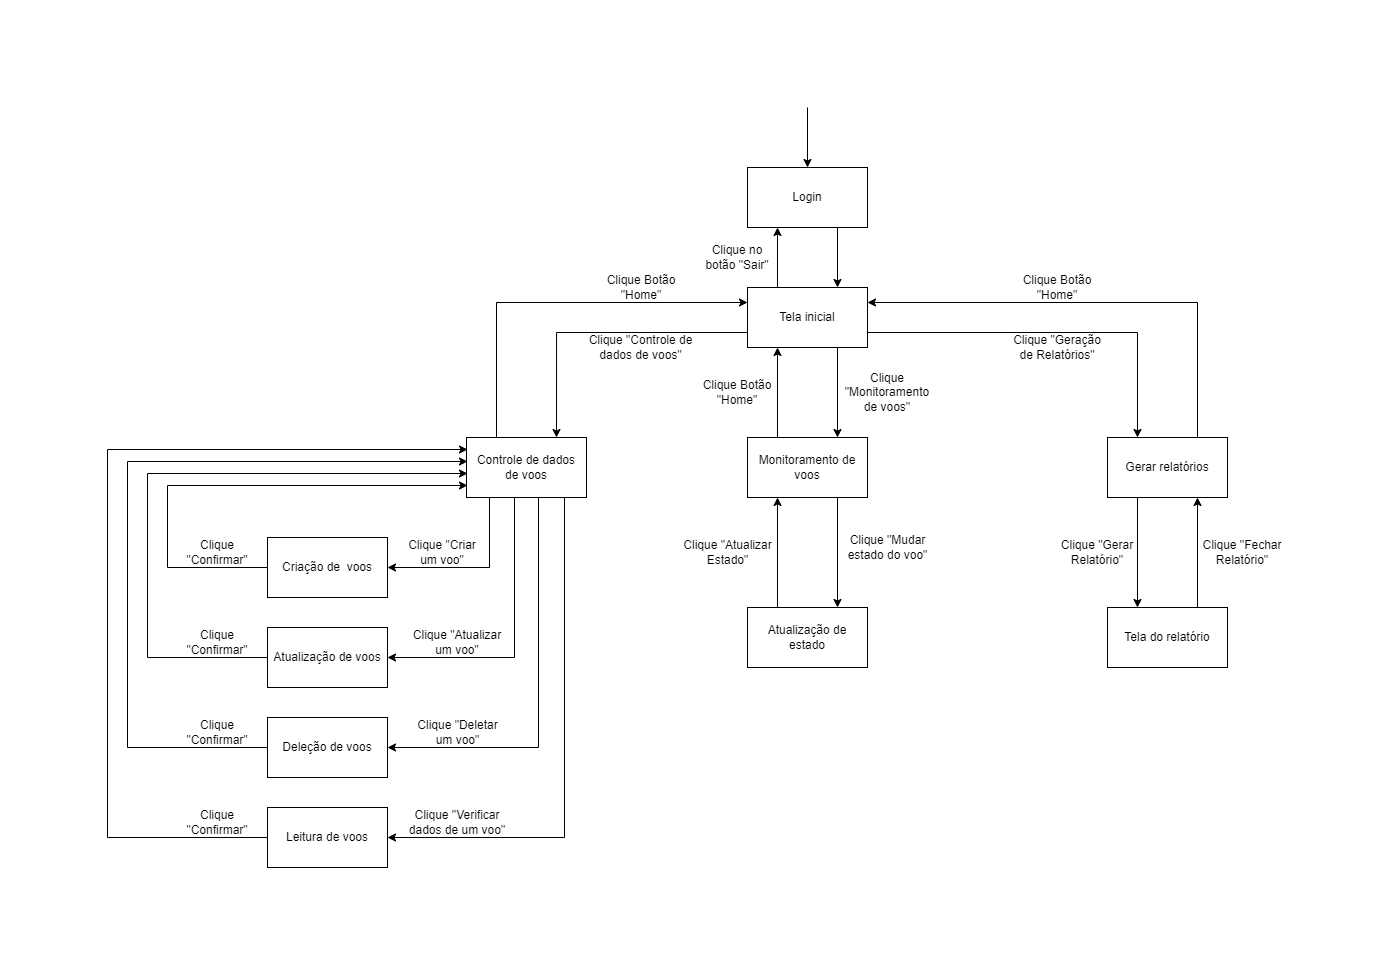 Login
Clique no
botão "Sair"
Clique Botão
"Home"
Clique Botão
"Home"
Tela inicial
Clique "Controle de
dados de voos"
Clique "Geração
de Relatórios"
Clique Botão
"Home"
Clique
"Monitoramento
de voos"
Controle de dados
de voos
Monitoramento de
voos
Gerar relatórios
Clique
"Confirmar"
Criação de  voos
Clique "Criar
um voo"
Clique "Atualizar
Estado"
Clique "Mudar
estado do voo"
Clique "Gerar
Relatório"
Clique "Fechar
Relatório"
Clique
"Confirmar"
Atualização de voos
Clique "Atualizar
um voo"
Atualização de
estado
Tela do relatório
Clique
"Confirmar"
Deleção de voos
Clique "Deletar
um voo"
Clique
"Confirmar"
Leitura de voos
Clique "Verificar
dados de um voo"